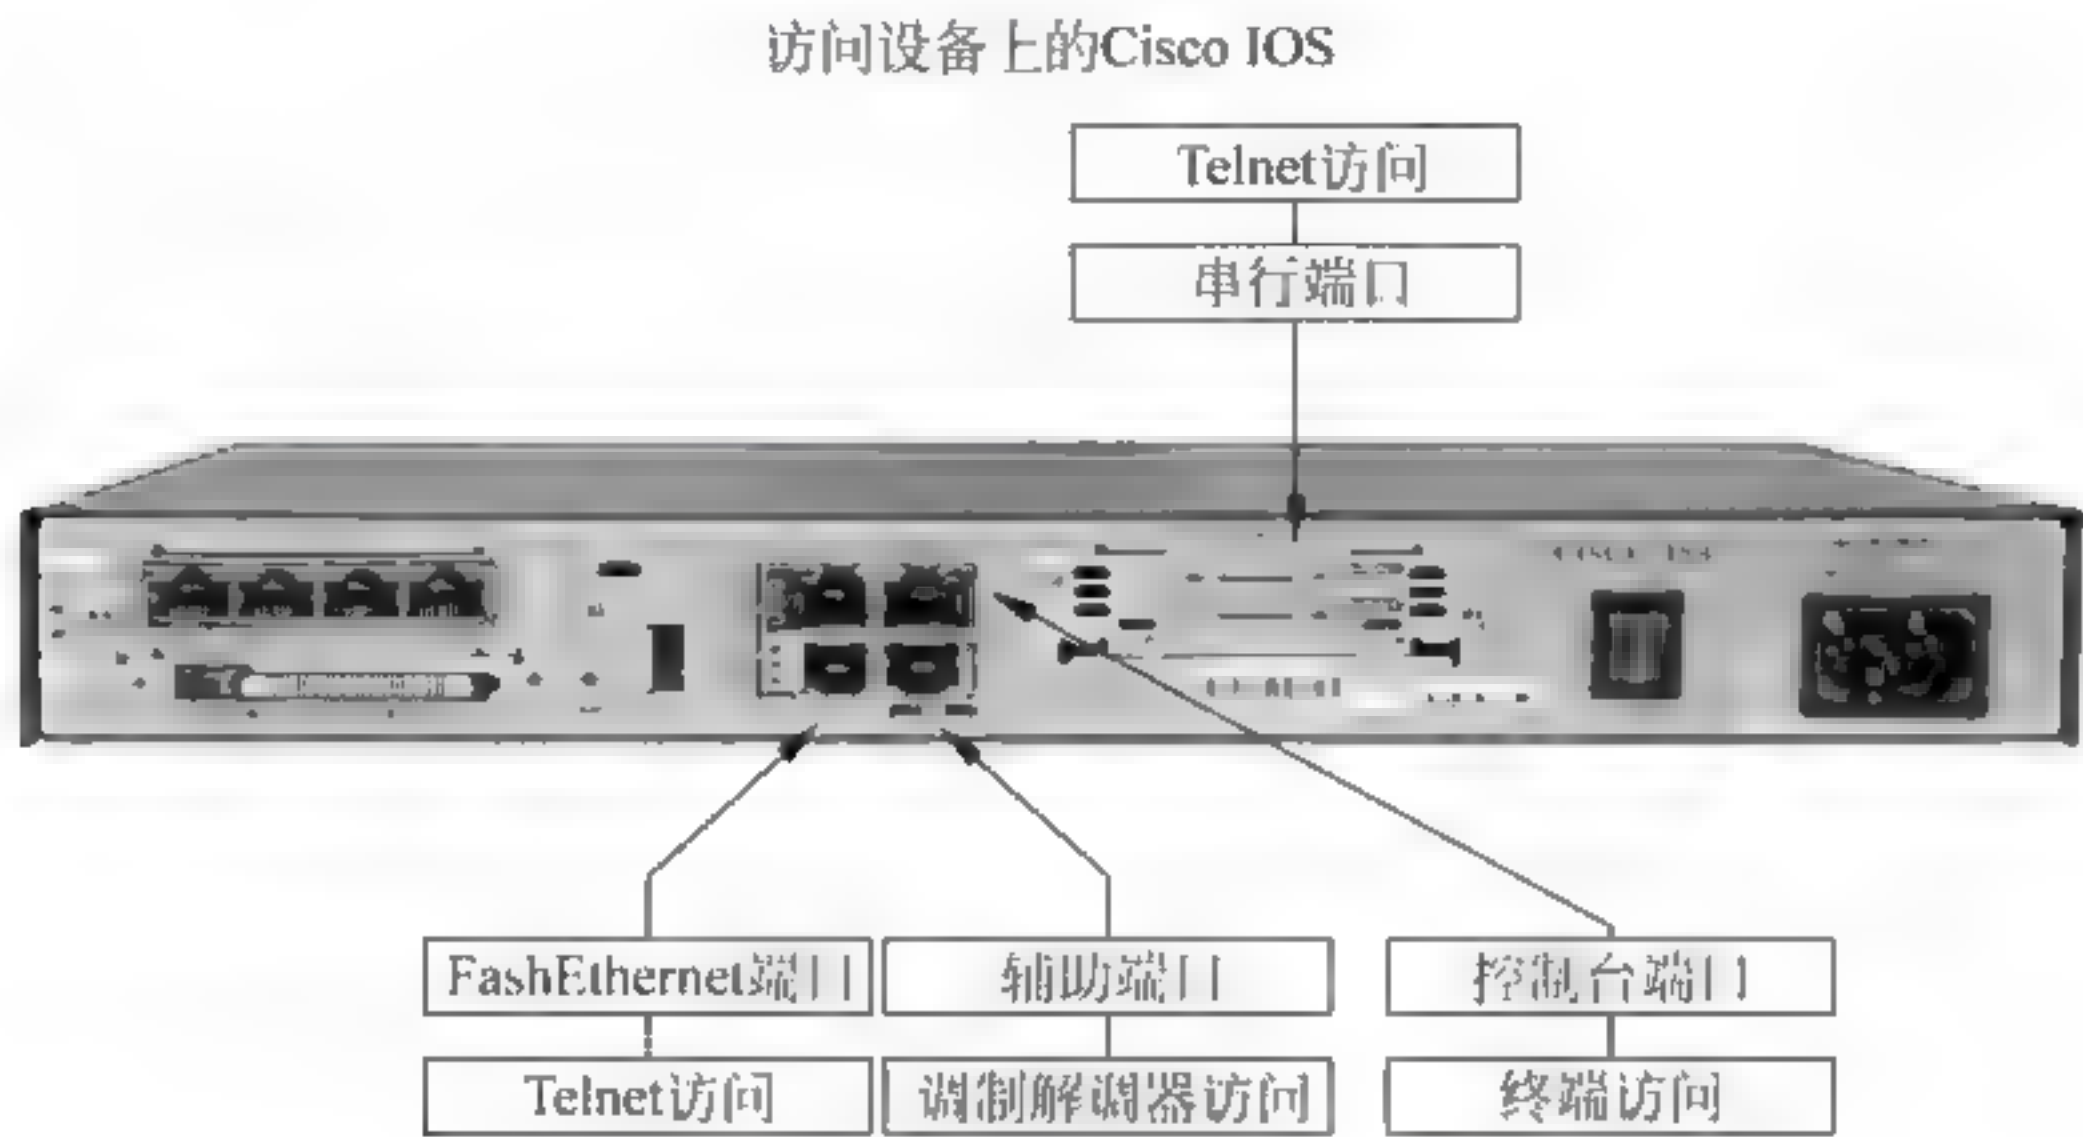 访问设备上的Cisco IOS
Telnet访问
串行端口
FashEthernet端口
辅助端口
控制台端口
Telnet访问
调制解调器访问
终端访问